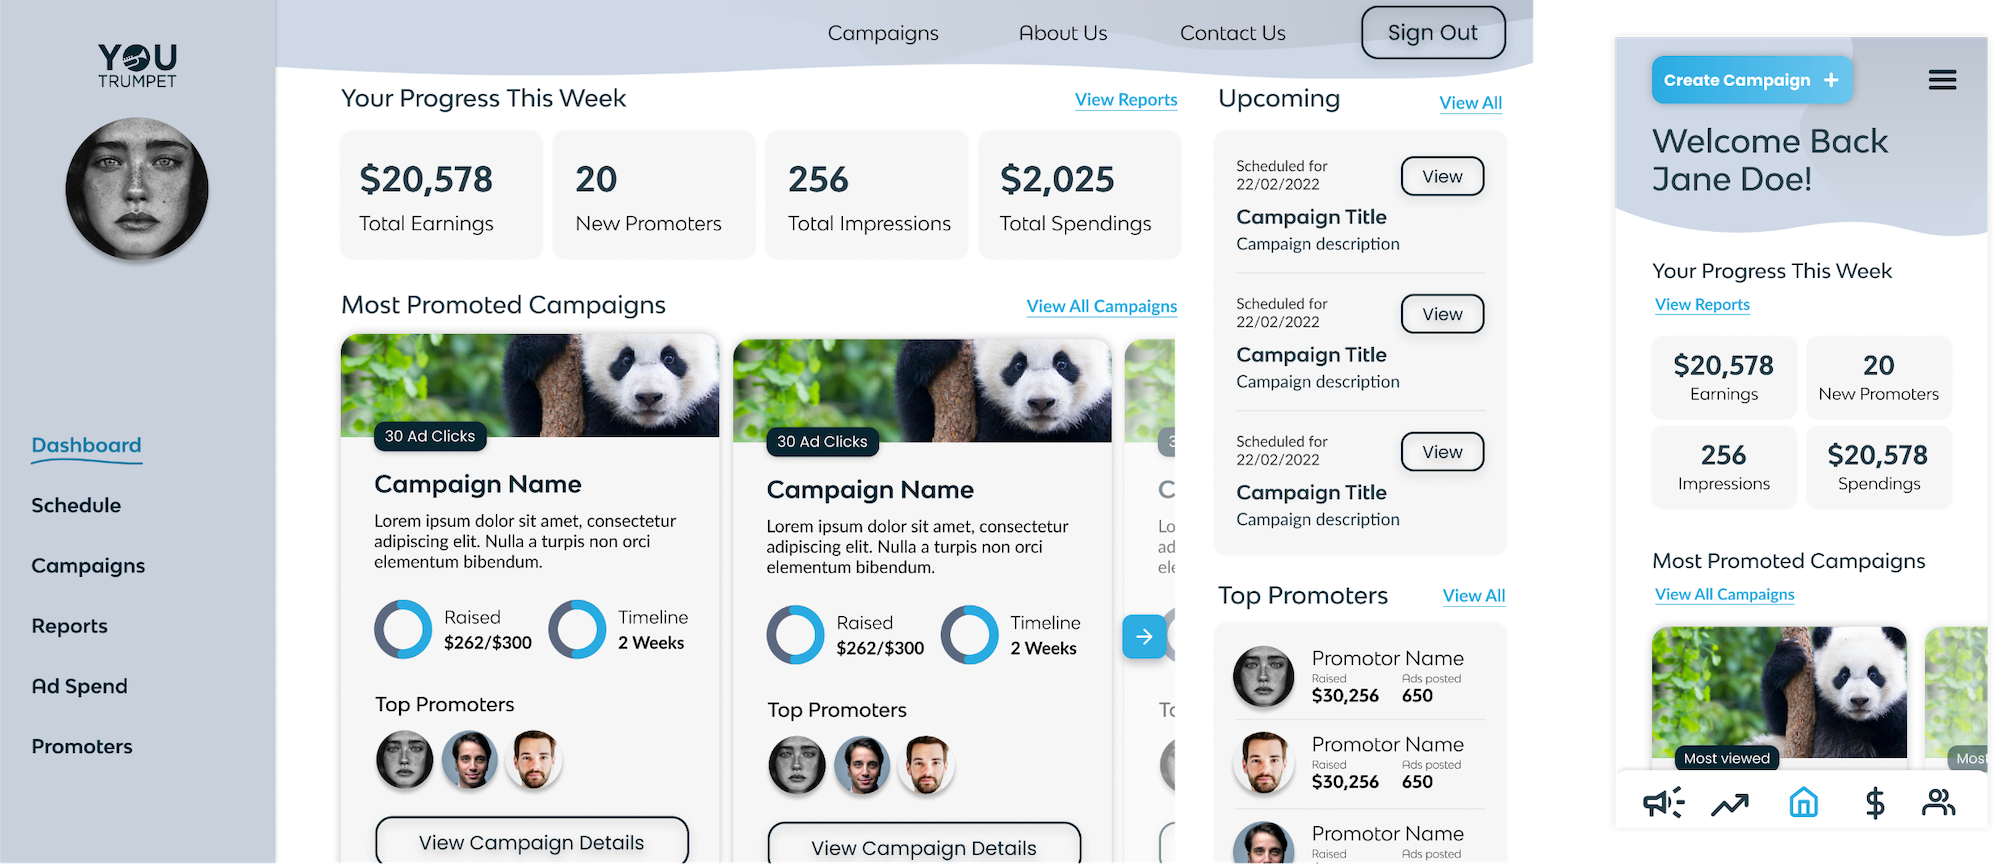 YOU
TRUMPET
Dashboard
Schedule
Campaigns
Reports
Ad Spend
Promoters
Campaigns
About Us
Contact Us
Sign Out
Your Progress This Week
View Reports
$20,578
Total Earnings
20
New Promoters
256
Total Impressions
$2,025
Total Spendings
Most Promoted Campaigns
View All Campaigns
30 Ad Clicks
Campaign Name
Lorem ipsum dolor sit amet, consectetur
adipiscing elit. Nulla a turpis non orci
elementum bibendum.
Raised
$262/$300
Timeline
2 Weeks
Top Promoters
View Campaign Details
30 Ad Clicks
Campaign Name
Lorem ipsum dolor sit amet, consectetur
adipiscing elit. Nulla a turpis non orci
elementum bibendum.
Raised
$262/$300
Timeline
2 Weeks
Top Promoters
View Campaign Details
3
C
Lo
ad
ele
To
Upcoming
View All
Scheduled for
22/02/2022
View
Campaign Title
Campaign description
Scheduled for
22/02/2022
View
Campaign Title
Campaign description
Scheduled for
22/02/2022
View
Campaign Title
Campaign description
Top Promoters
View All
Promotor Name
Raised
$30,256
Ads posted
650
Promotor Name
Raised
$30,256
Ads posted
650
Promotor Name
Raised
Ads posted
Create Campaign +
Welcome Back
Jane Doe!
Your Progress This Week
View Reports
$20,578
Earnings
20
New Promoters
256
Impressions
$20,578
Spendings
Most Promoted Campaigns
View All Campaigns
Most viewed
Most
$